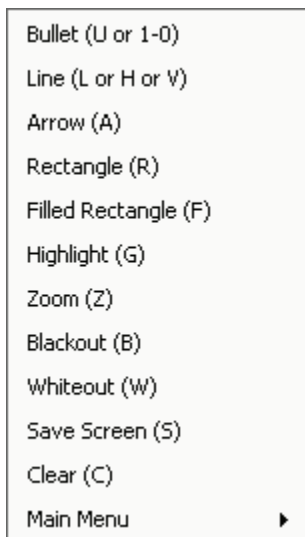 Bullet (U or 1-0)
Line (L or H or V)
Arrow (A)
Rectangle (R)
Filled Rectangle (F)
Highlight (G)
Zoom (Z)
Blackout (B)
Whiteout (W)
Save Screen (S)
Clear (C)
Main Menu